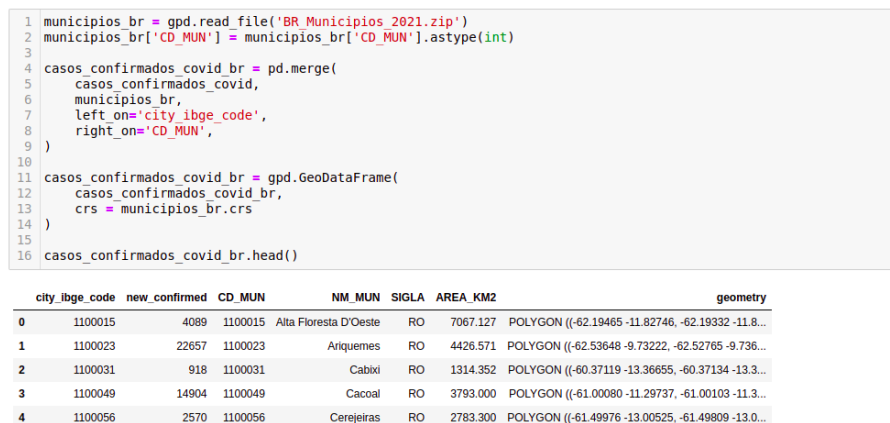 1 municipios_br = gpd.read_file('BR_Municipios_2021.zip')
2 municipios_br['CD_MUN'] = municipios_br['CD_MUN'].astype(int)
3
4 casos_confirmados_covid_br = pd.merge(
5     casos_confirmados_covid,
6     municipios_br,
7     left_on='city_ibge_code',
8     right_on='CD_MUN',
9 )
10
11 casos_confirmados_covid_br = gpd.GeoDataFrame(
12     casos_confirmados_covid_br,
13     crs = municipios_br.crs
14 )
15
16 casos_confirmados_covid_br.head()
city_ibge_code new_confirmed CD_MUN NM_MUN SIGLA AREA_KM2 geometry
0 1100015 4089 1100015 Alta Floresta D'Oeste RO 7067.127 POLYGON ((-62.19465 -11.82746, -62.19332 -11.8...
1 1100023 22657 1100023 Ariquemes RO 4426.571 POLYGON ((-62.53648 -9.73222, -62.52765 -9.736...
2 1100031 918 1100031 Cabixi RO 1314.352 POLYGON ((-60.37119 -13.36655, -60.37134 -13.3...
3 1100049 14904 1100049 Cacoal RO 3793.000 POLYGON ((-61.00080 -11.29737, -61.00103 -11.3...
4 1100056 2570 1100056 Cerejeiras RO 2783.300 POLYGON ((-61.49976 -13.00525, -61.49809 -13.0...